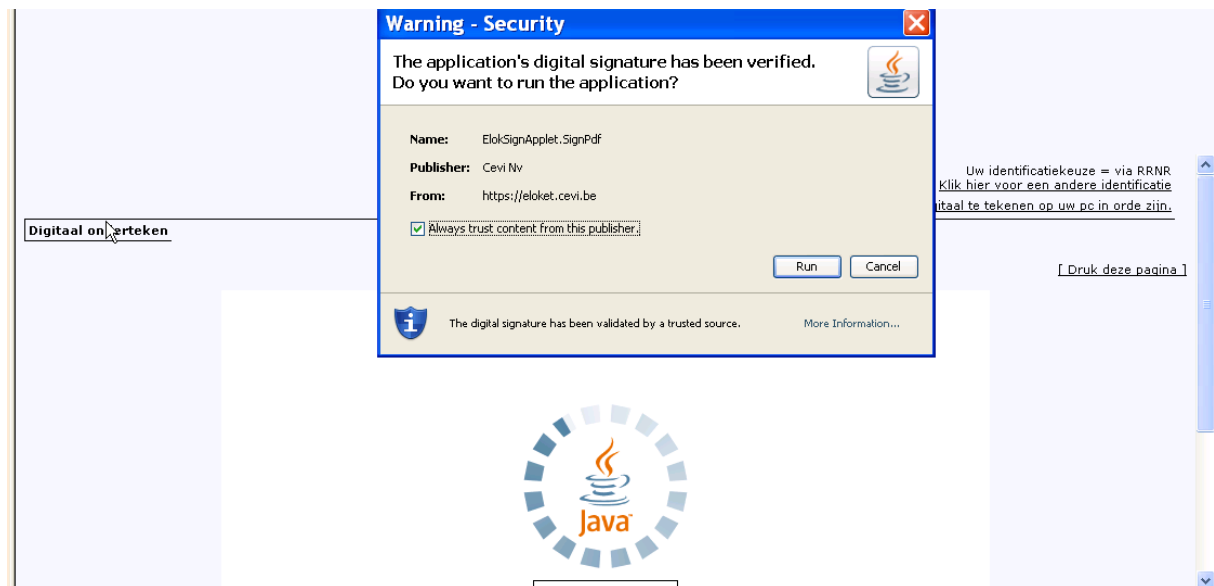 Warning - Security
The application's digital signature has been verified.
Do you want to run the application?
Name: ElokSignApplet.SignPdf
Publisher: Cevi Nv
From: https://eloket.cevi.be
Always trust content from this publisher.
Run Cancel
The digital signature has been validated by a trusted source. More Information...
Uw identificatiekeuze = via RRNR
Klik hier voor een andere identificatie
gitaal te tekenen op uw pc in orde zijn.
Digitaal on erteken
[ Druk deze pagina ]
Java